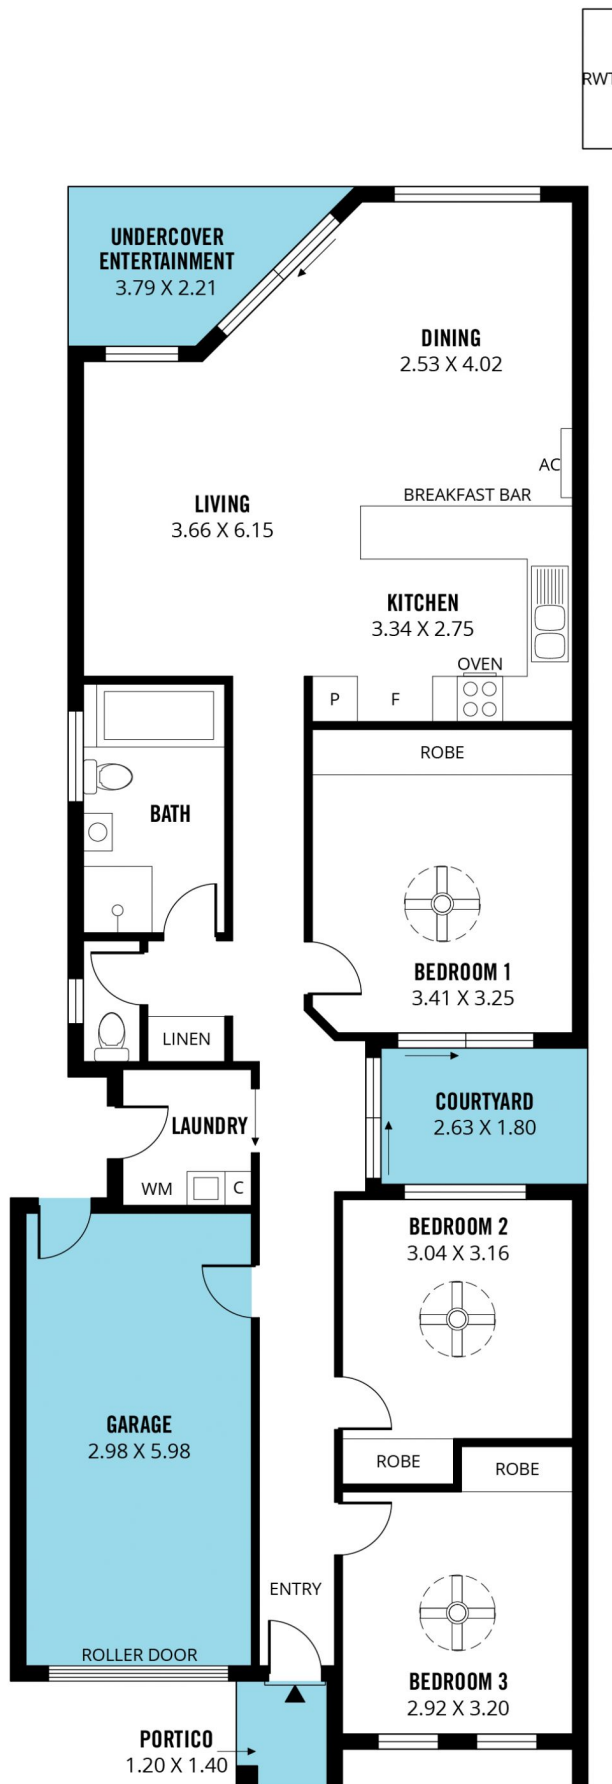 RWT
UNDERCOVER
ENTERTAINMENT
3.79 X 2.21
DINING
2.53 X 4.02
AC
BREAKFAST BAR
LIVING
3.66 X 6.15
KITCHEN
3.34 X 2.75
OVEN
P
F
ROBE
BATH
BEDROOM 1
3.41 X 3.25
LINEN
COURTYARD
2.63 X 1.80
LAUNDRY
WM
C
BEDROOM 2
3.04 X 3.16
GARAGE
2.98 X 5.98
ROBE
ROBE
ENTRY
ROLLER DOOR
BEDROOM 3
2.92 X 3.20
PORTICO
1.20 X 1.40